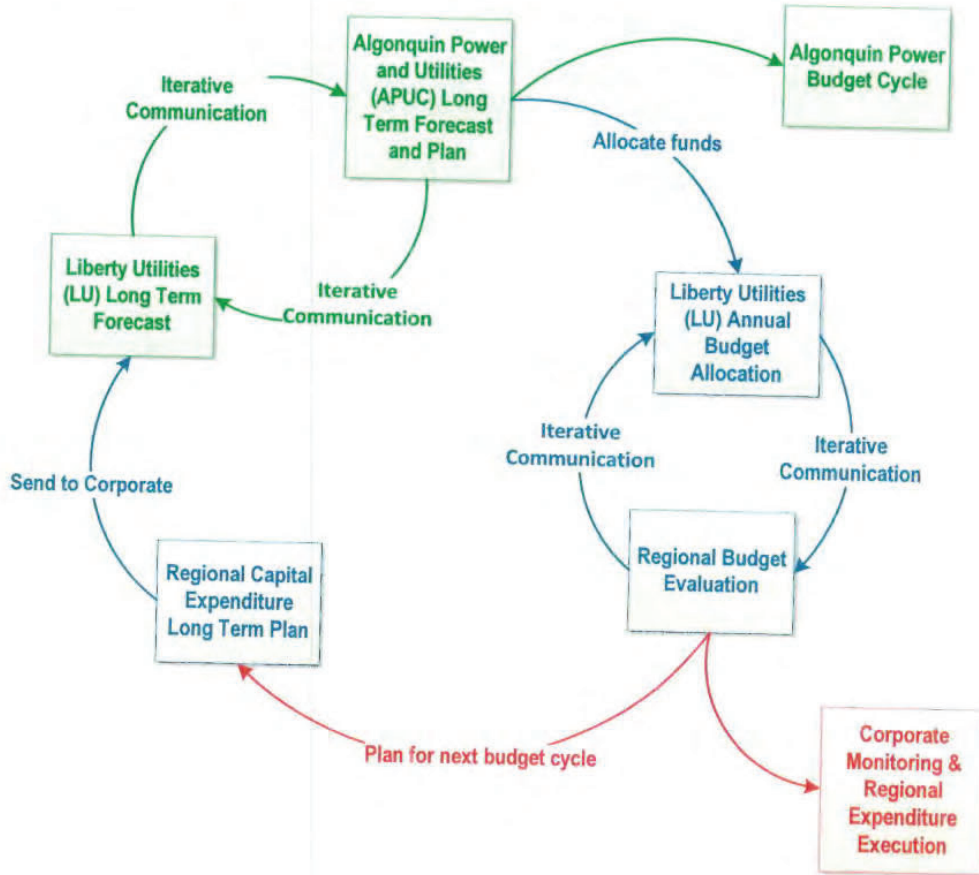 Algonquin Power
and Utilities
(APUC) Long
Term Forecast
and Plan
Algonquin Power
Budget Cycle
Iterative
Communication
Allocate funds
Liberty Utilities
(LU) Long Term
Forecast
Iterative
Communication
Liberty Utilities
(LU) Annual
Budget
Allocation
Iterative
Communication
Iterative
Communication
Send to Corporate
Regional Capital
Expenditure
Long Term Plan
Regional Budget
Evaluation
Plan for next budget cycle
Corporate
Monitoring &
Regional
Expenditure
Execution